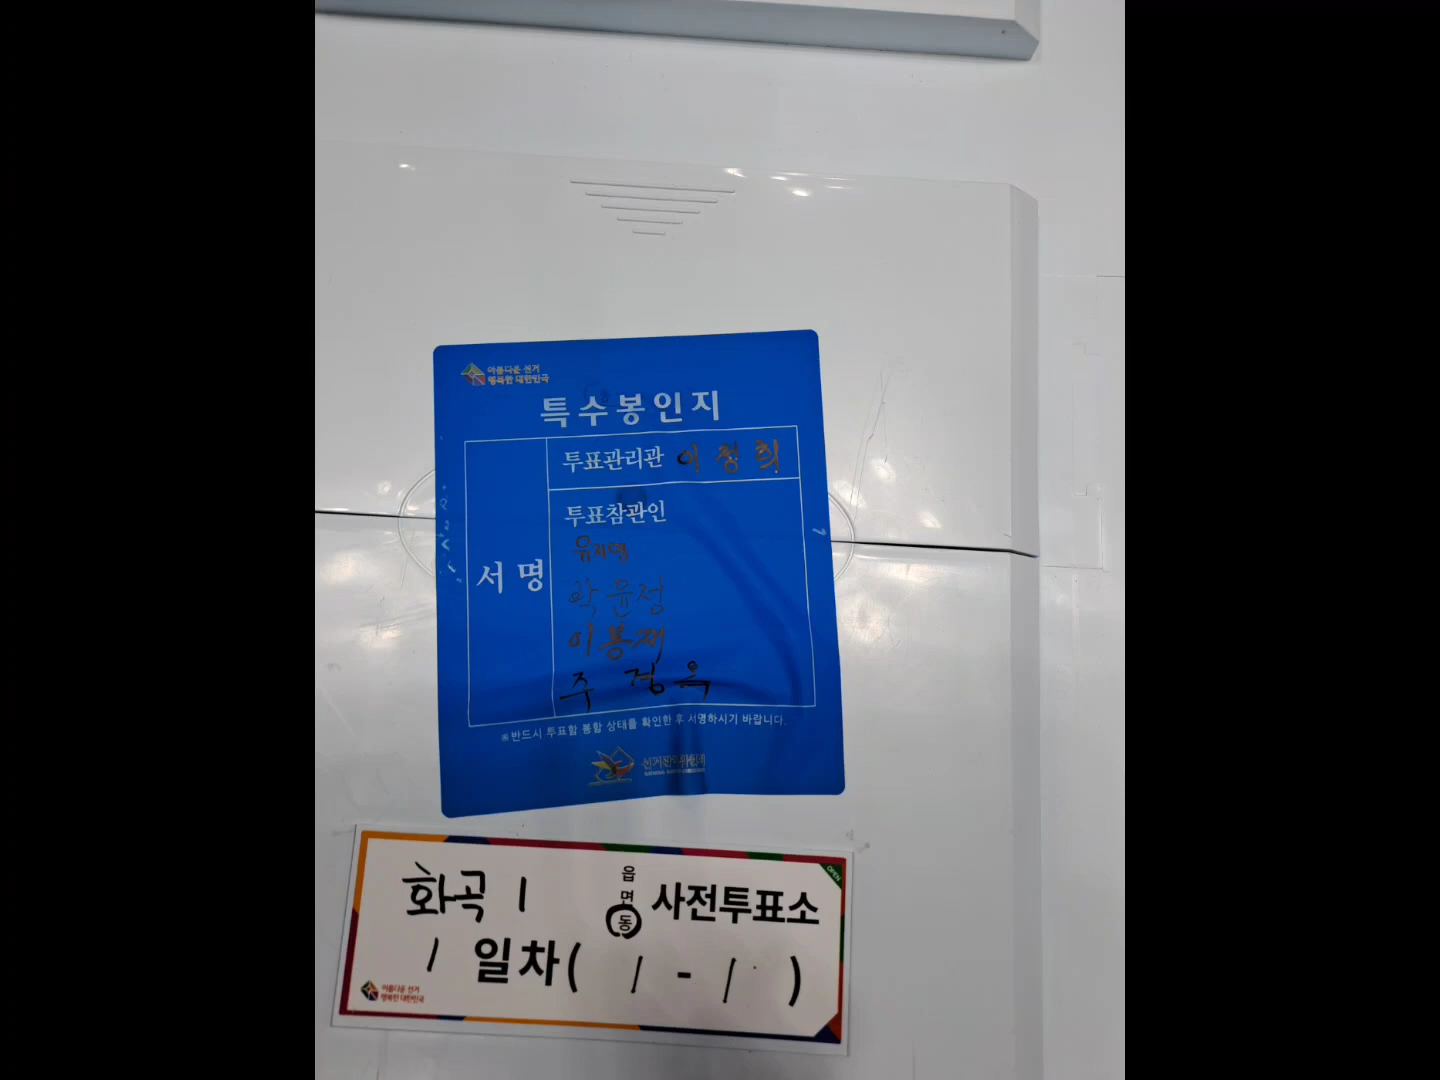 아름다운 선거
행복한 대한민국
특수봉인지
투표관리관 이정희
투표참관인
유지영
박윤정
서명
이봉재
주경옥
※반드시 투표함 봉함 상태를 확인한 후 서명하시기 바랍니다.
선거관리위원회
OPEN
화곡 1 읍면동 사전투표소
1 일차( 1 - 1 )
아름다운 선거
행복한 대한민국